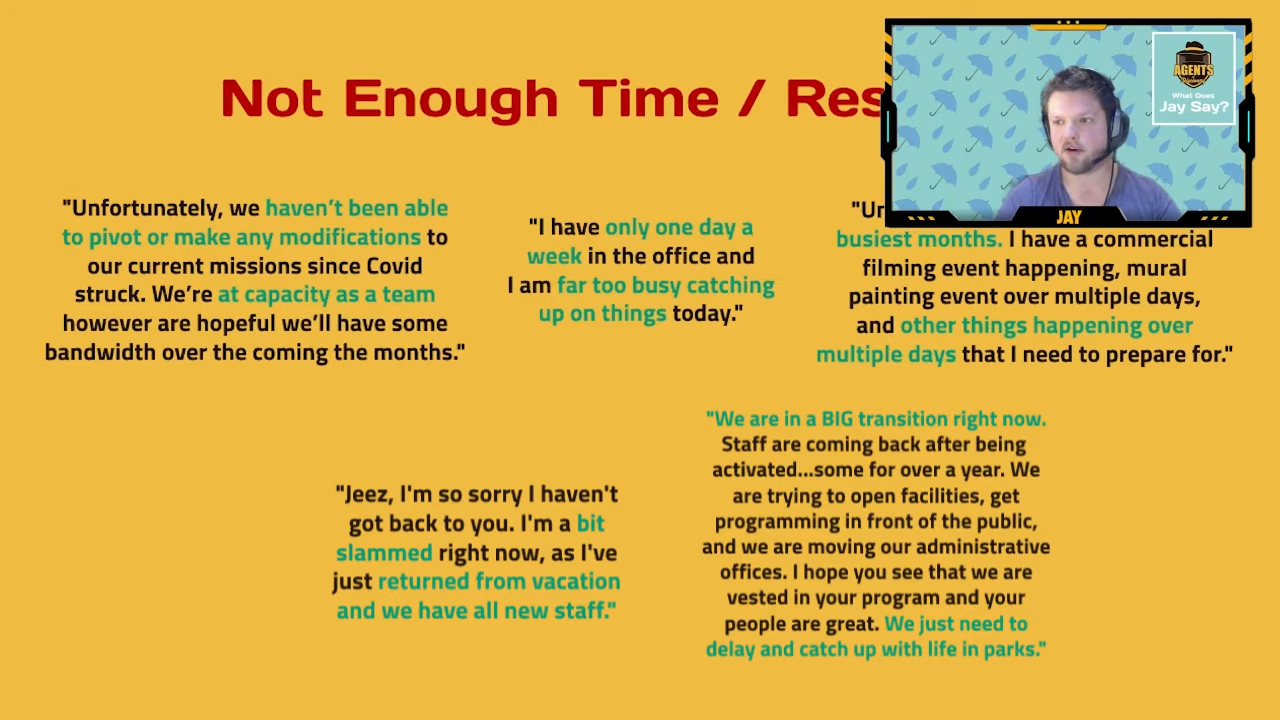 Not Enough Time / Res
AGENTS
What Does
Jay Say?
JAY
"Unfortunately, we haven't been able
to pivot or make any modifications to
our current missions since Covid
struck. We're at capacity as a team
however are hopeful we'll have some
bandwidth over the coming the months."
"I have only one day a
week in the office and
I am far too busy catching
up on things today."
busiest months. I have a commercial
filming event happening, mural
painting event over multiple days,
and other things happening over
multiple days that I need to prepare for."
"Jeez, I'm so sorry I haven't
got back to you. I'm a bit
slammed right now, as I've
just returned from vacation
and we have all new staff."
"We are in a BIG transition right now.
Staff are coming back after being
activated...some for over a year. We
are trying to open facilities, get
programming in front of the public,
and we are moving our administrative
offices. I hope you see that we are
vested in your program and your
people are great. We just need to
delay and catch up with life in parks."